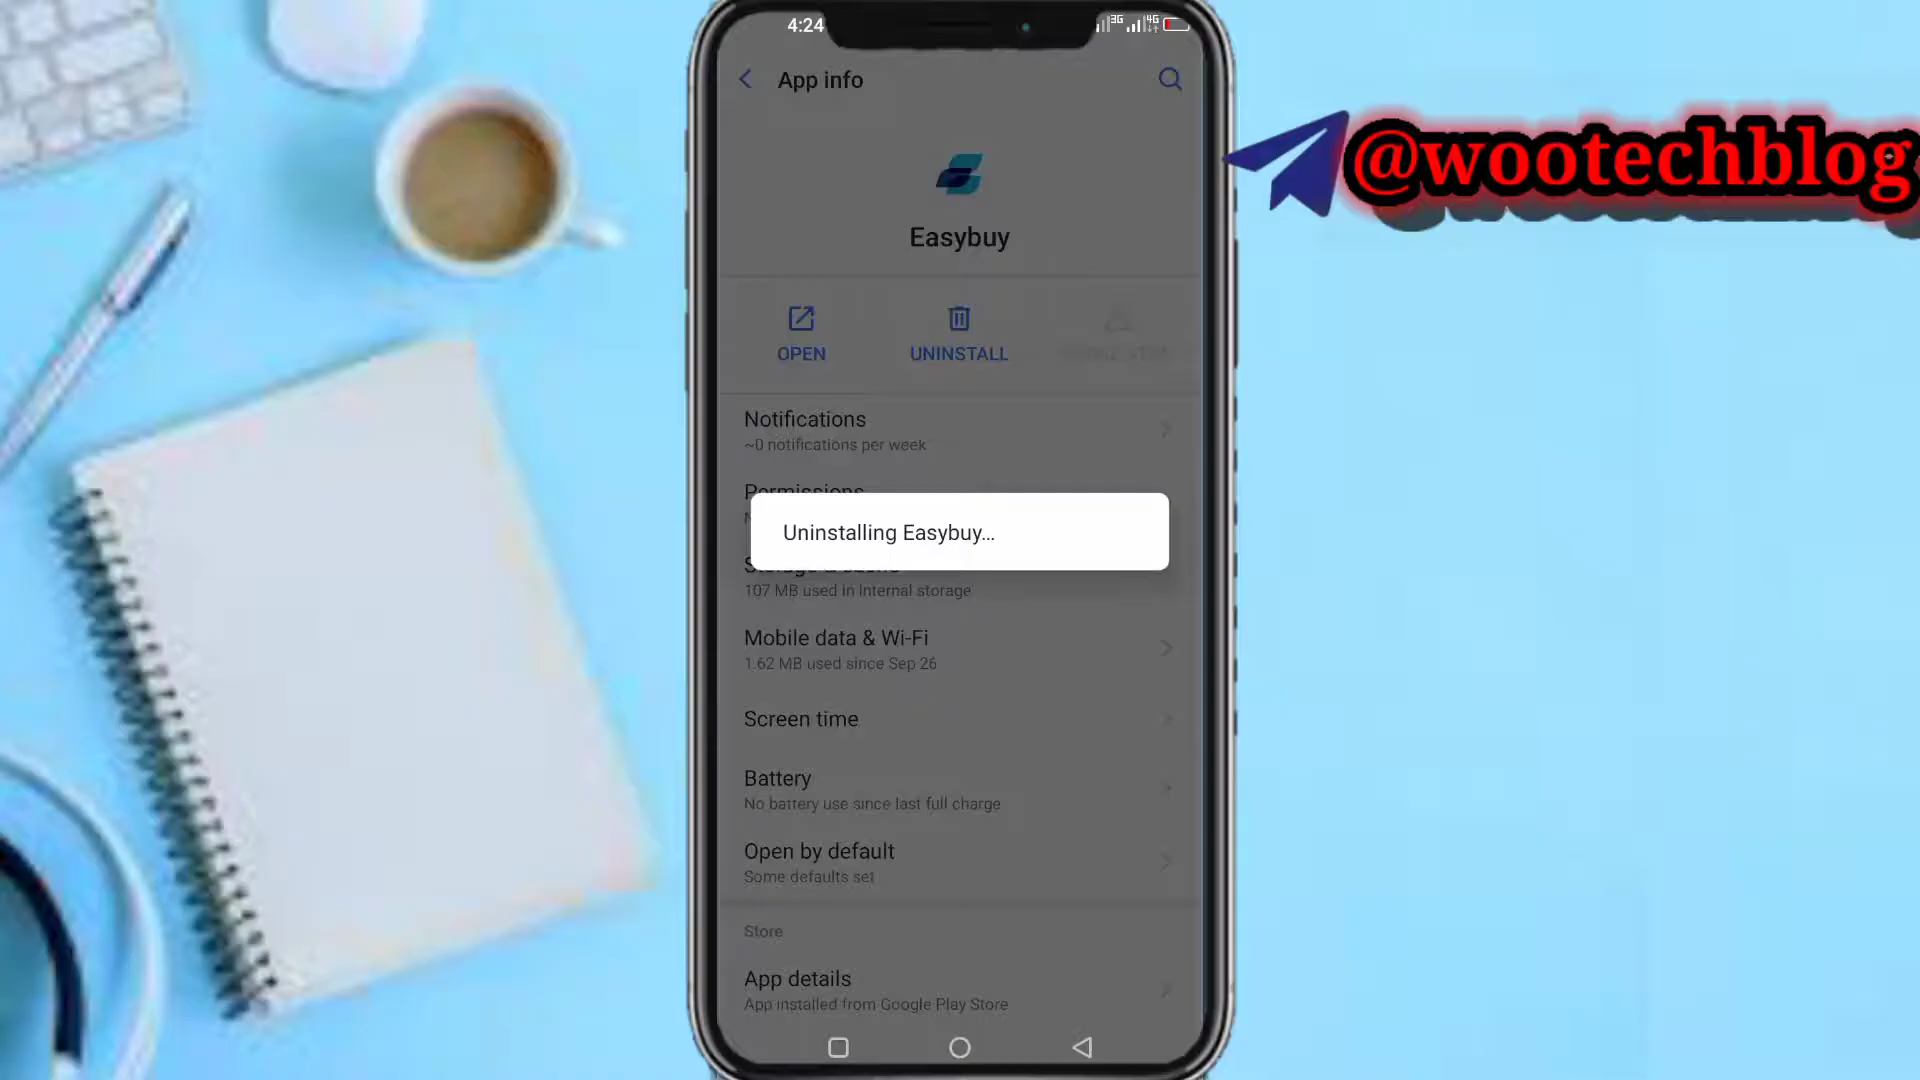 4:24
3G
4G
App info
@wootechblog
Easybuy
OPEN
UNINSTALL
Notifications
~0 notifications per week
Permissions
Uninstalling Easybuy...
107 MB used in Internal storage
Mobile data & Wi-Fi
1.62 MB used since Sep 26
Screen time
Battery
No battery use since last full charge
Open by default
Some defaults set
Store
App details
App installed from Google Play Store